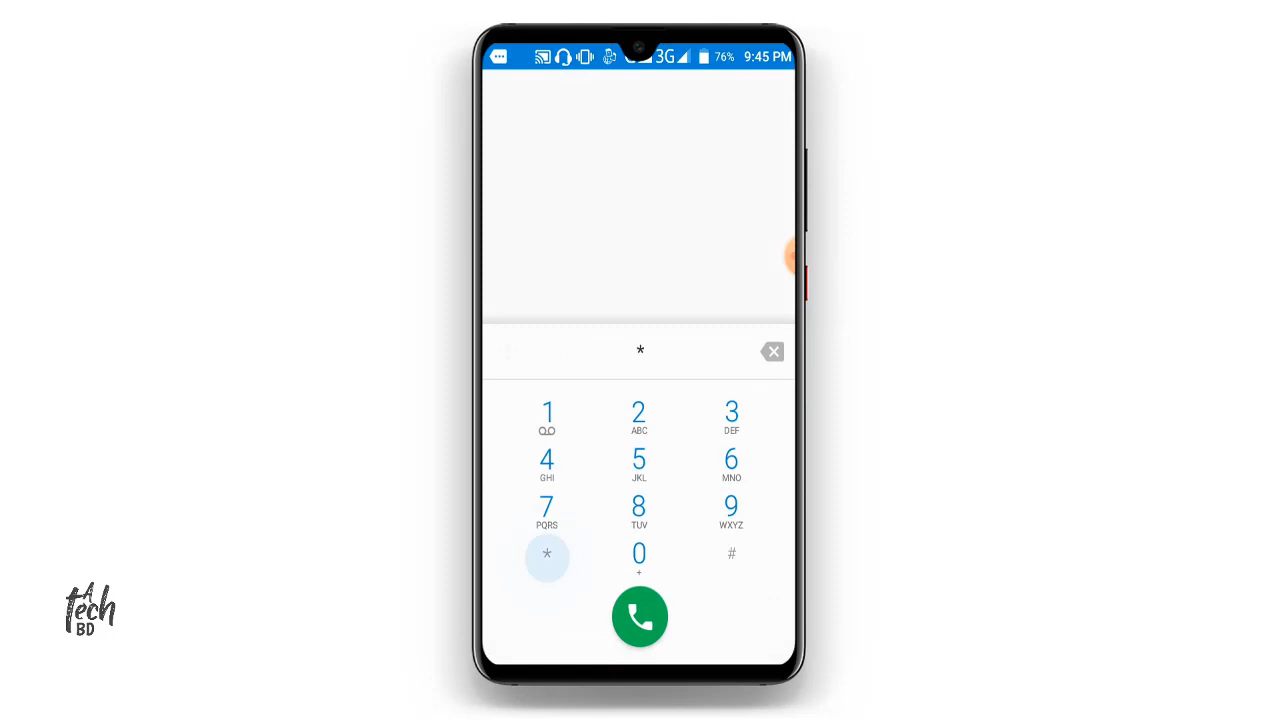 3G 76% 9:45 PM
*
1 2 3
ABC DEF
4 5 6
GHI JKL MNO
7 8 9
PQRS TUV WXYZ
* 0 #
+
A
tech
BD